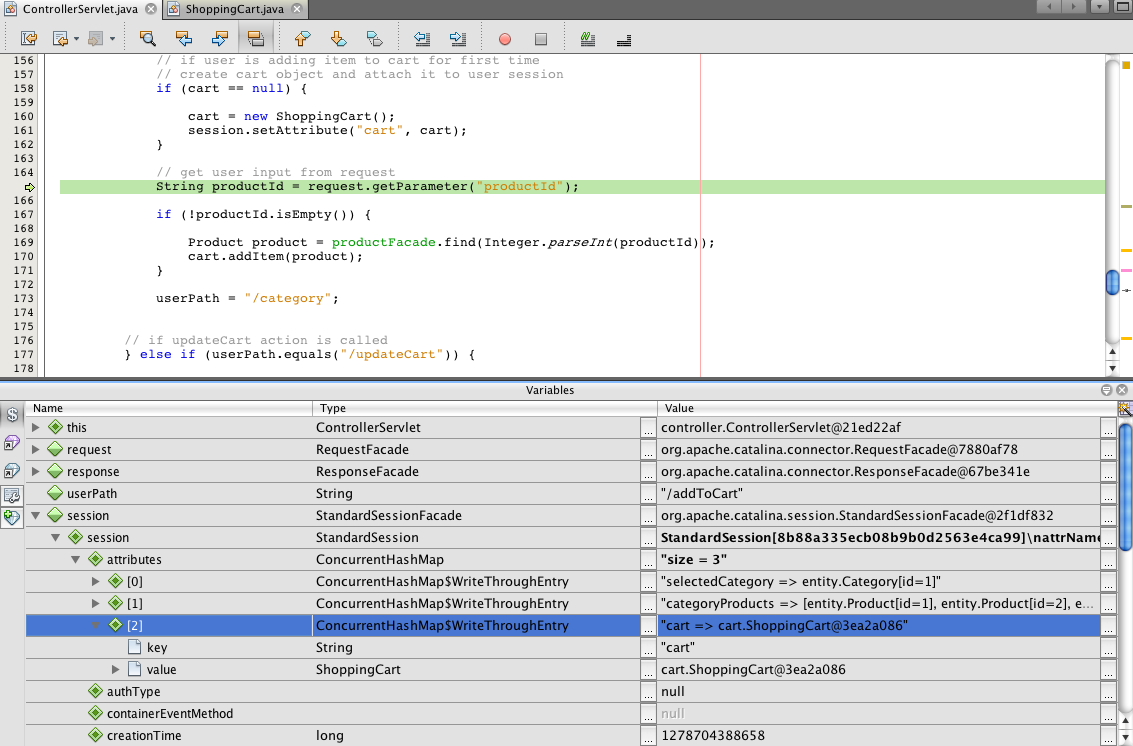 ControllerServlet.java ShoppingCart.java
156 // if user is adding item to cart for first time
157 // create cart object and attach it to user session
158 if (cart == null) {
159
160 cart = new ShoppingCart();
161 session.setAttribute("cart", cart);
162 }
163
164 // get user input from request
String productId = request.getParameter("productId");
166
167 if (!productId.isEmpty()) {
168
169 Product product = productFacade.find(Integer.parseInt(productId));
170 cart.addItem(product);
171 }
172
173 userPath = "/category";
174
175
176 // if updateCart action is called
177 } else if (userPath.equals("/updateCart")) {
178
Variables
Name Type Value
this ControllerServlet ... controller.ControllerServlet@21ed22af ...
request RequestFacade ... org.apache.catalina.connector.RequestFacade@7880af78 ...
response ResponseFacade ... org.apache.catalina.connector.ResponseFacade@67be341e ...
userPath String ... "/addToCart" ...
session StandardSessionFacade ... org.apache.catalina.session.StandardSessionFacade@2f1df832 ...
session StandardSession ... StandardSession[8b88a335ecb08b9b0d2563e4ca99]\nattrName ...
attributes ConcurrentHashMap ... "size = 3" ...
[0] ConcurrentHashMap$WriteThroughEntry ... "selectedCategory => entity.Category[id=1]" ...
[1] ConcurrentHashMap$WriteThroughEntry ... "categoryProducts => [entity.Product[id=1], entity.Product[id=2], e... ...
[2] ConcurrentHashMap$WriteThroughEntry ... "cart => cart.ShoppingCart@3ea2a086" ...
key String ... "cart" ...
value ShoppingCart ... cart.ShoppingCart@3ea2a086 ...
authType ... null ...
containerEventMethod ... null ...
creationTime long ... 1278704388658 ...